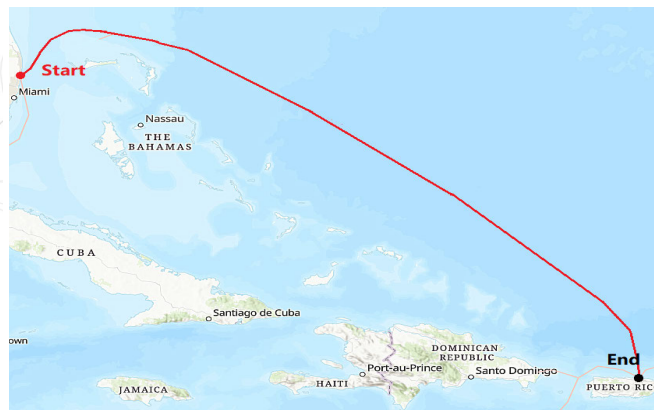 Start
Miami
Nassau
THE
BAHAMAS
CUBA
Santiago de Cuba
own
DOMINICAN
REPUBLIC
End
Port-au-Prince
Santo Domingo
HAITI
JAMAICA
PUERTO RIC